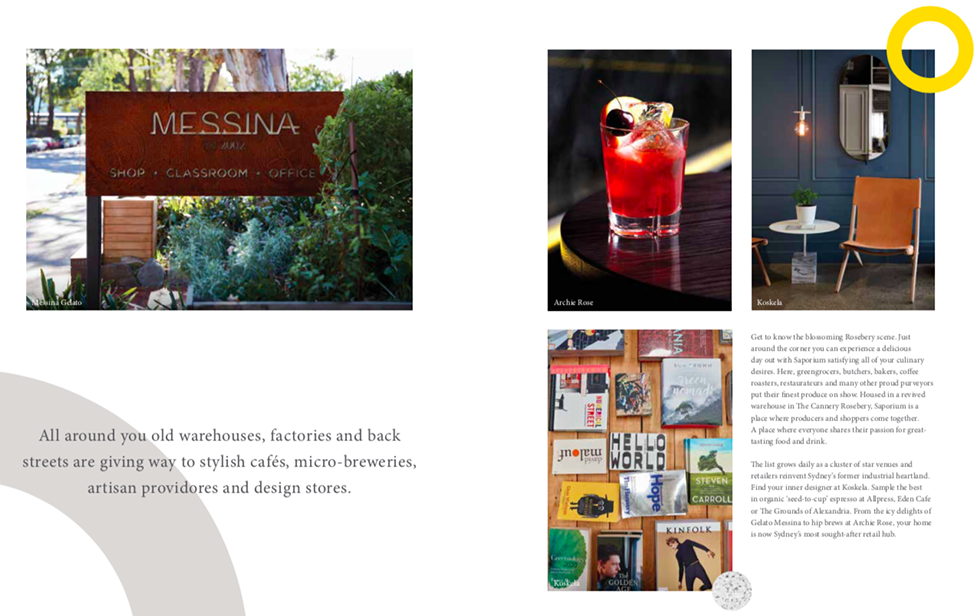 MESSINA
SHOP • CLASSROOM • OFFICE
Messina Gelato
All around you old warehouses, factories and back
streets are giving way to stylish cafés, micro-breweries,
artisan providores and design stores.
Archie Rose
Koskela
green
nomad
HELLO
WORLD
malouf
Hope
STEVEN
CARROLL
KINFOLK
The
GOLDEN
AGE
Koskela
Get to know the blossoming Rosebery scene. Just
around the corner you can experience a delicious
day out with Saporium satisfying all of your culinary
desires. Here, greengrocers, butchers, bakers, coffee
roasters, restaurateurs and many other proud purveyors
put their finest produce on show. Housed in a revived
warehouse in The Cannery Rosebery, Saporium is a
place where producers and shoppers come together.
A place where everyone shares their passion for great-
tasting food and drink.
The list grows daily as a cluster of star venues and
retailers reinvent Sydney's former industrial heartland.
Find your inner designer at Koskela. Sample the best
in organic 'seed-to-cup' espresso at Allpress, Eden Cafe
or The Grounds of Alexandria. From the icy delights of
Gelato Messina to hip brews at Archie Rose, your home
is now Sydney's most sought-after retail hub.